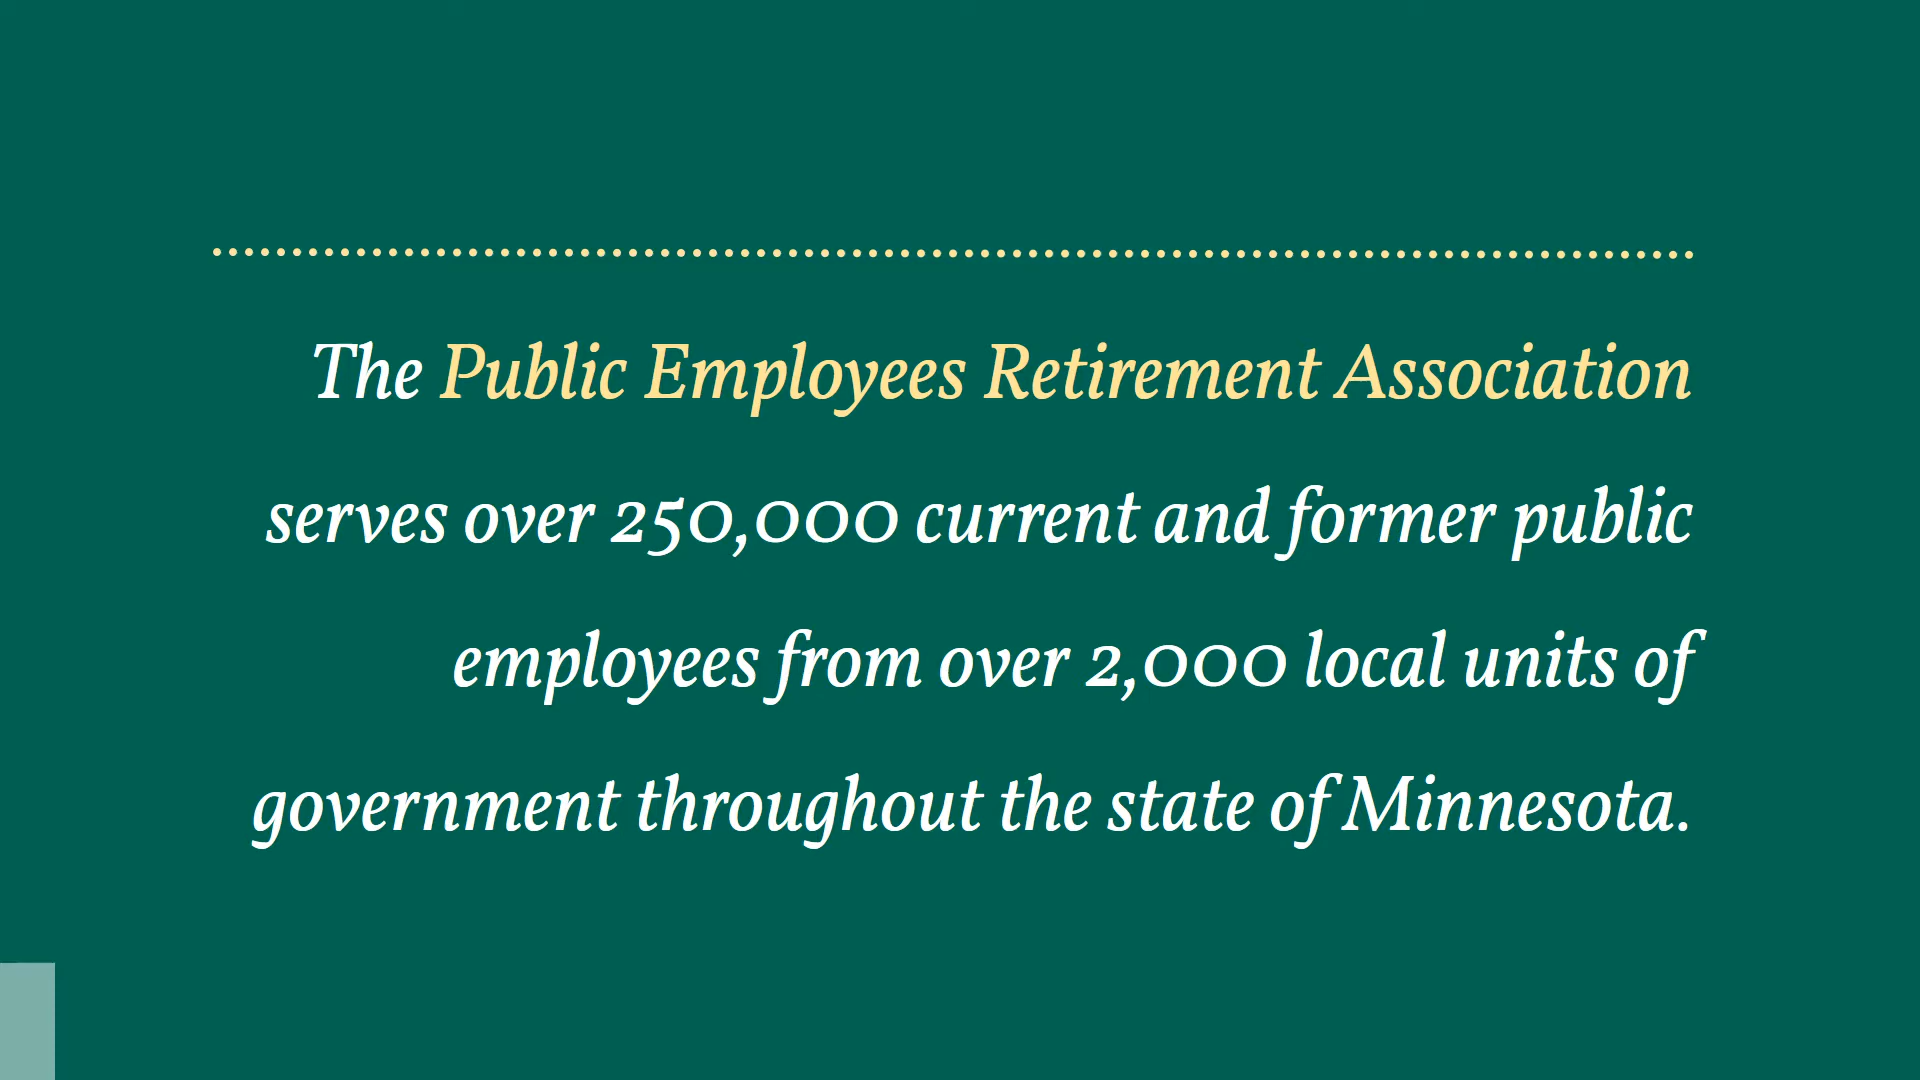 The Public Employees Retirement Association
serves over 250,000 current and former public
employees from over 2,000 local units of
government throughout the state of Minnesota.